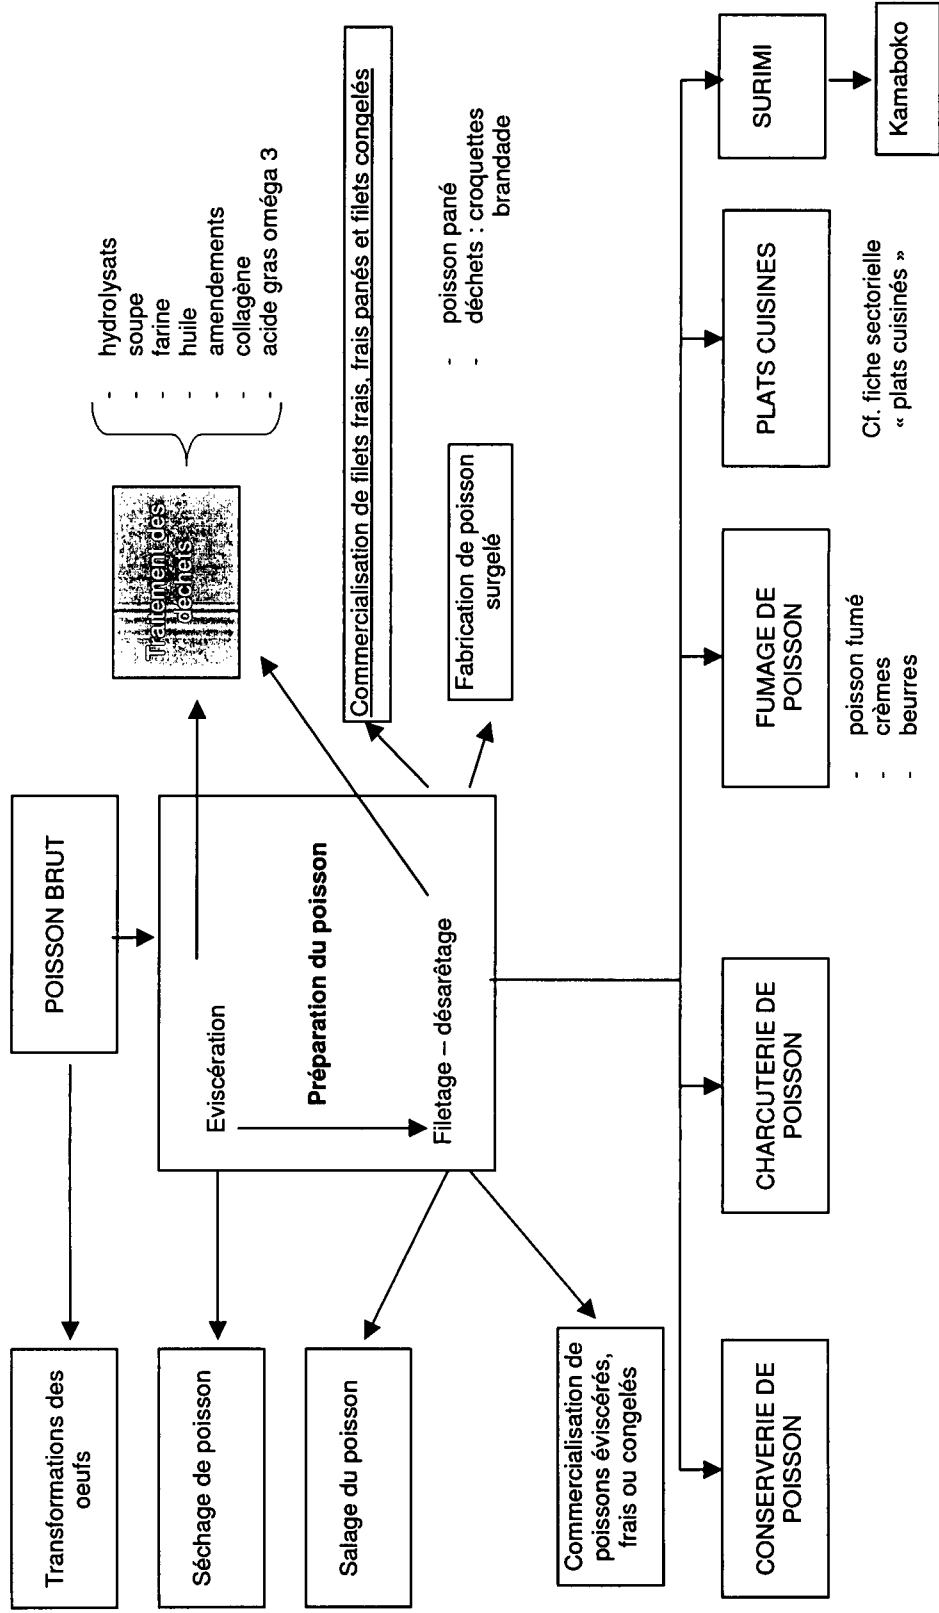 POISSON BRUT
Transformations des
oeufs
Séchage de poisson
Salage du poisson
Commercialisation de
poissons éviscérés,
frais ou congelés
Eviscération
Préparation du poisson
Filetage – désarêtage
Traitement des
déchets
- hydrolysats
- soupe
- farine
- huile
- amendements
- collagène
- acide gras oméga 3
Commercialisation de filets frais, frais panés et filets congelés
Fabrication de poisson
surgelé
- poisson pané
- déchets : croquettes
brandade
CONSERVERIE DE
POISSON
CHARCUTERIE DE
POISSON
FUMAGE DE
POISSON
- poisson fumé
- crèmes
- beurres
PLATS CUISINES
Cf. fiche sectorielle
« plats cuisinés »
SURIMI
Kamaboko